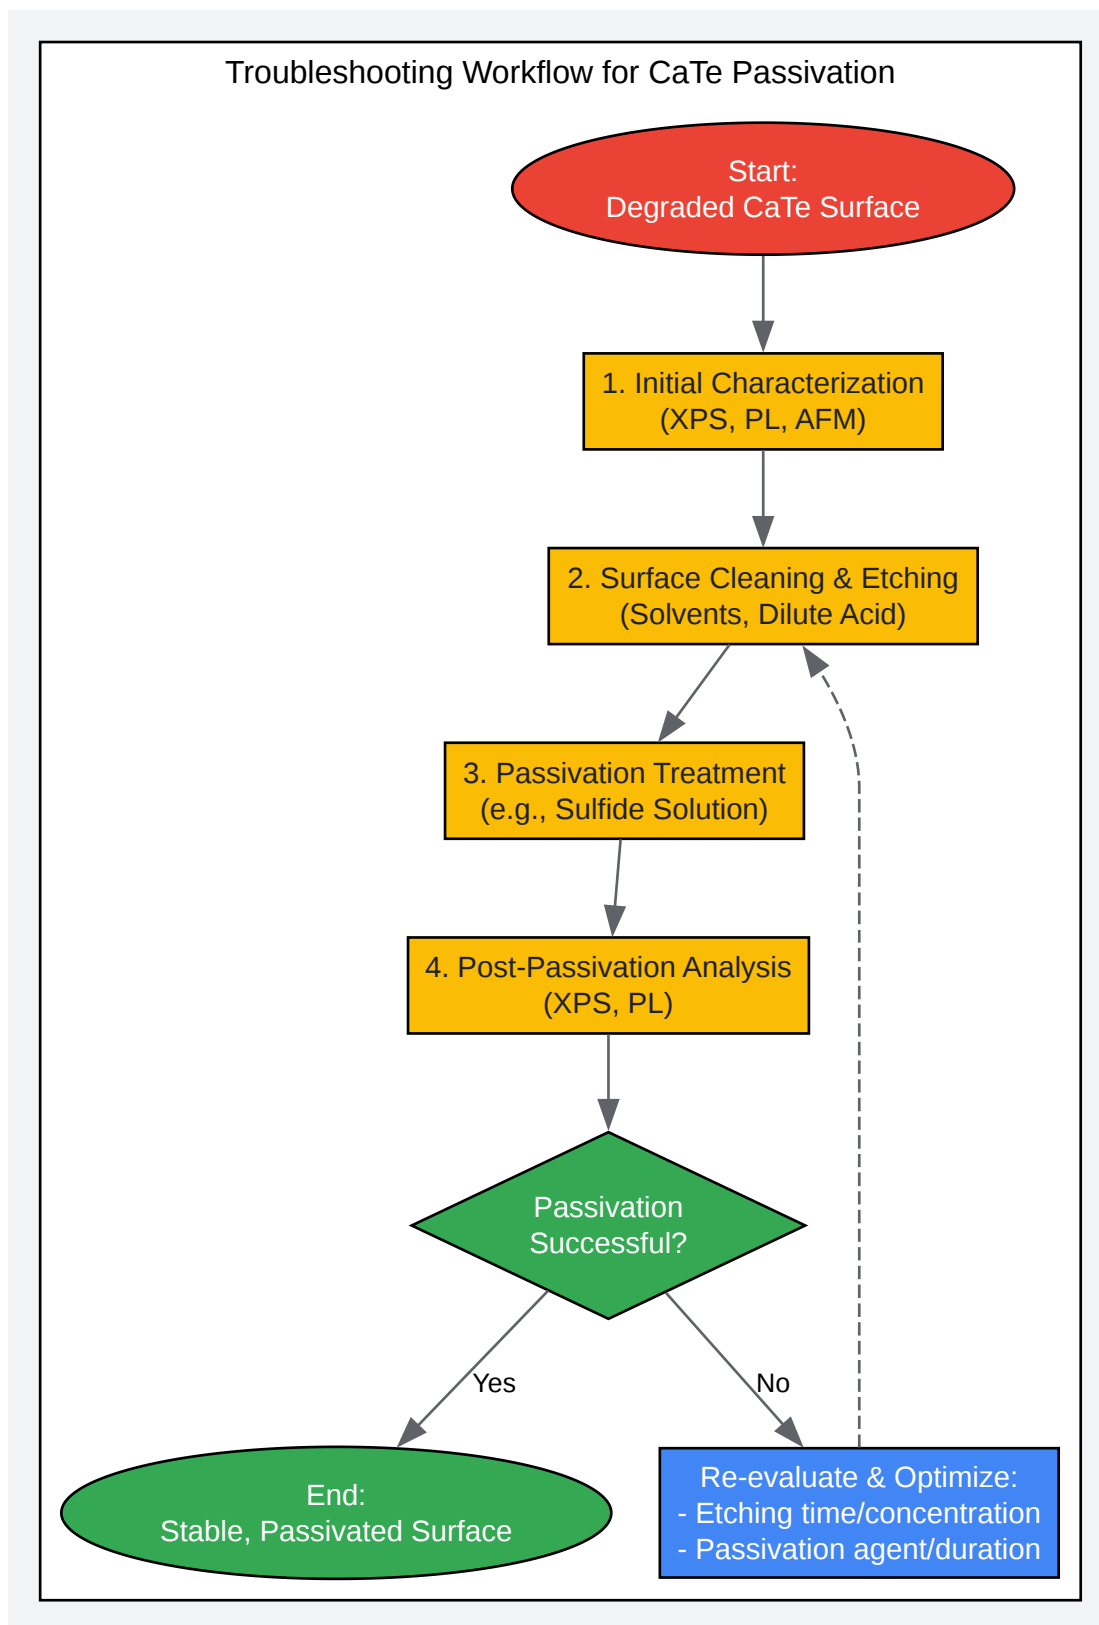 Troubleshooting Workflow for CaTe Passivation
Start:
Degraded CaTe Surface
1. Initial Characterization
(XPS, PL, AFM)
2. Surface Cleaning & Etching
(Solvents, Dilute Acid)
3. Passivation Treatment
(e.g., Sulfide Solution)
4. Post-Passivation Analysis
(XPS, PL)
Passivation
Successful?
Yes
No
End:
Stable, Passivated Surface
Re-evaluate & Optimize:
- Etching time/concentration
- Passivation agent/duration